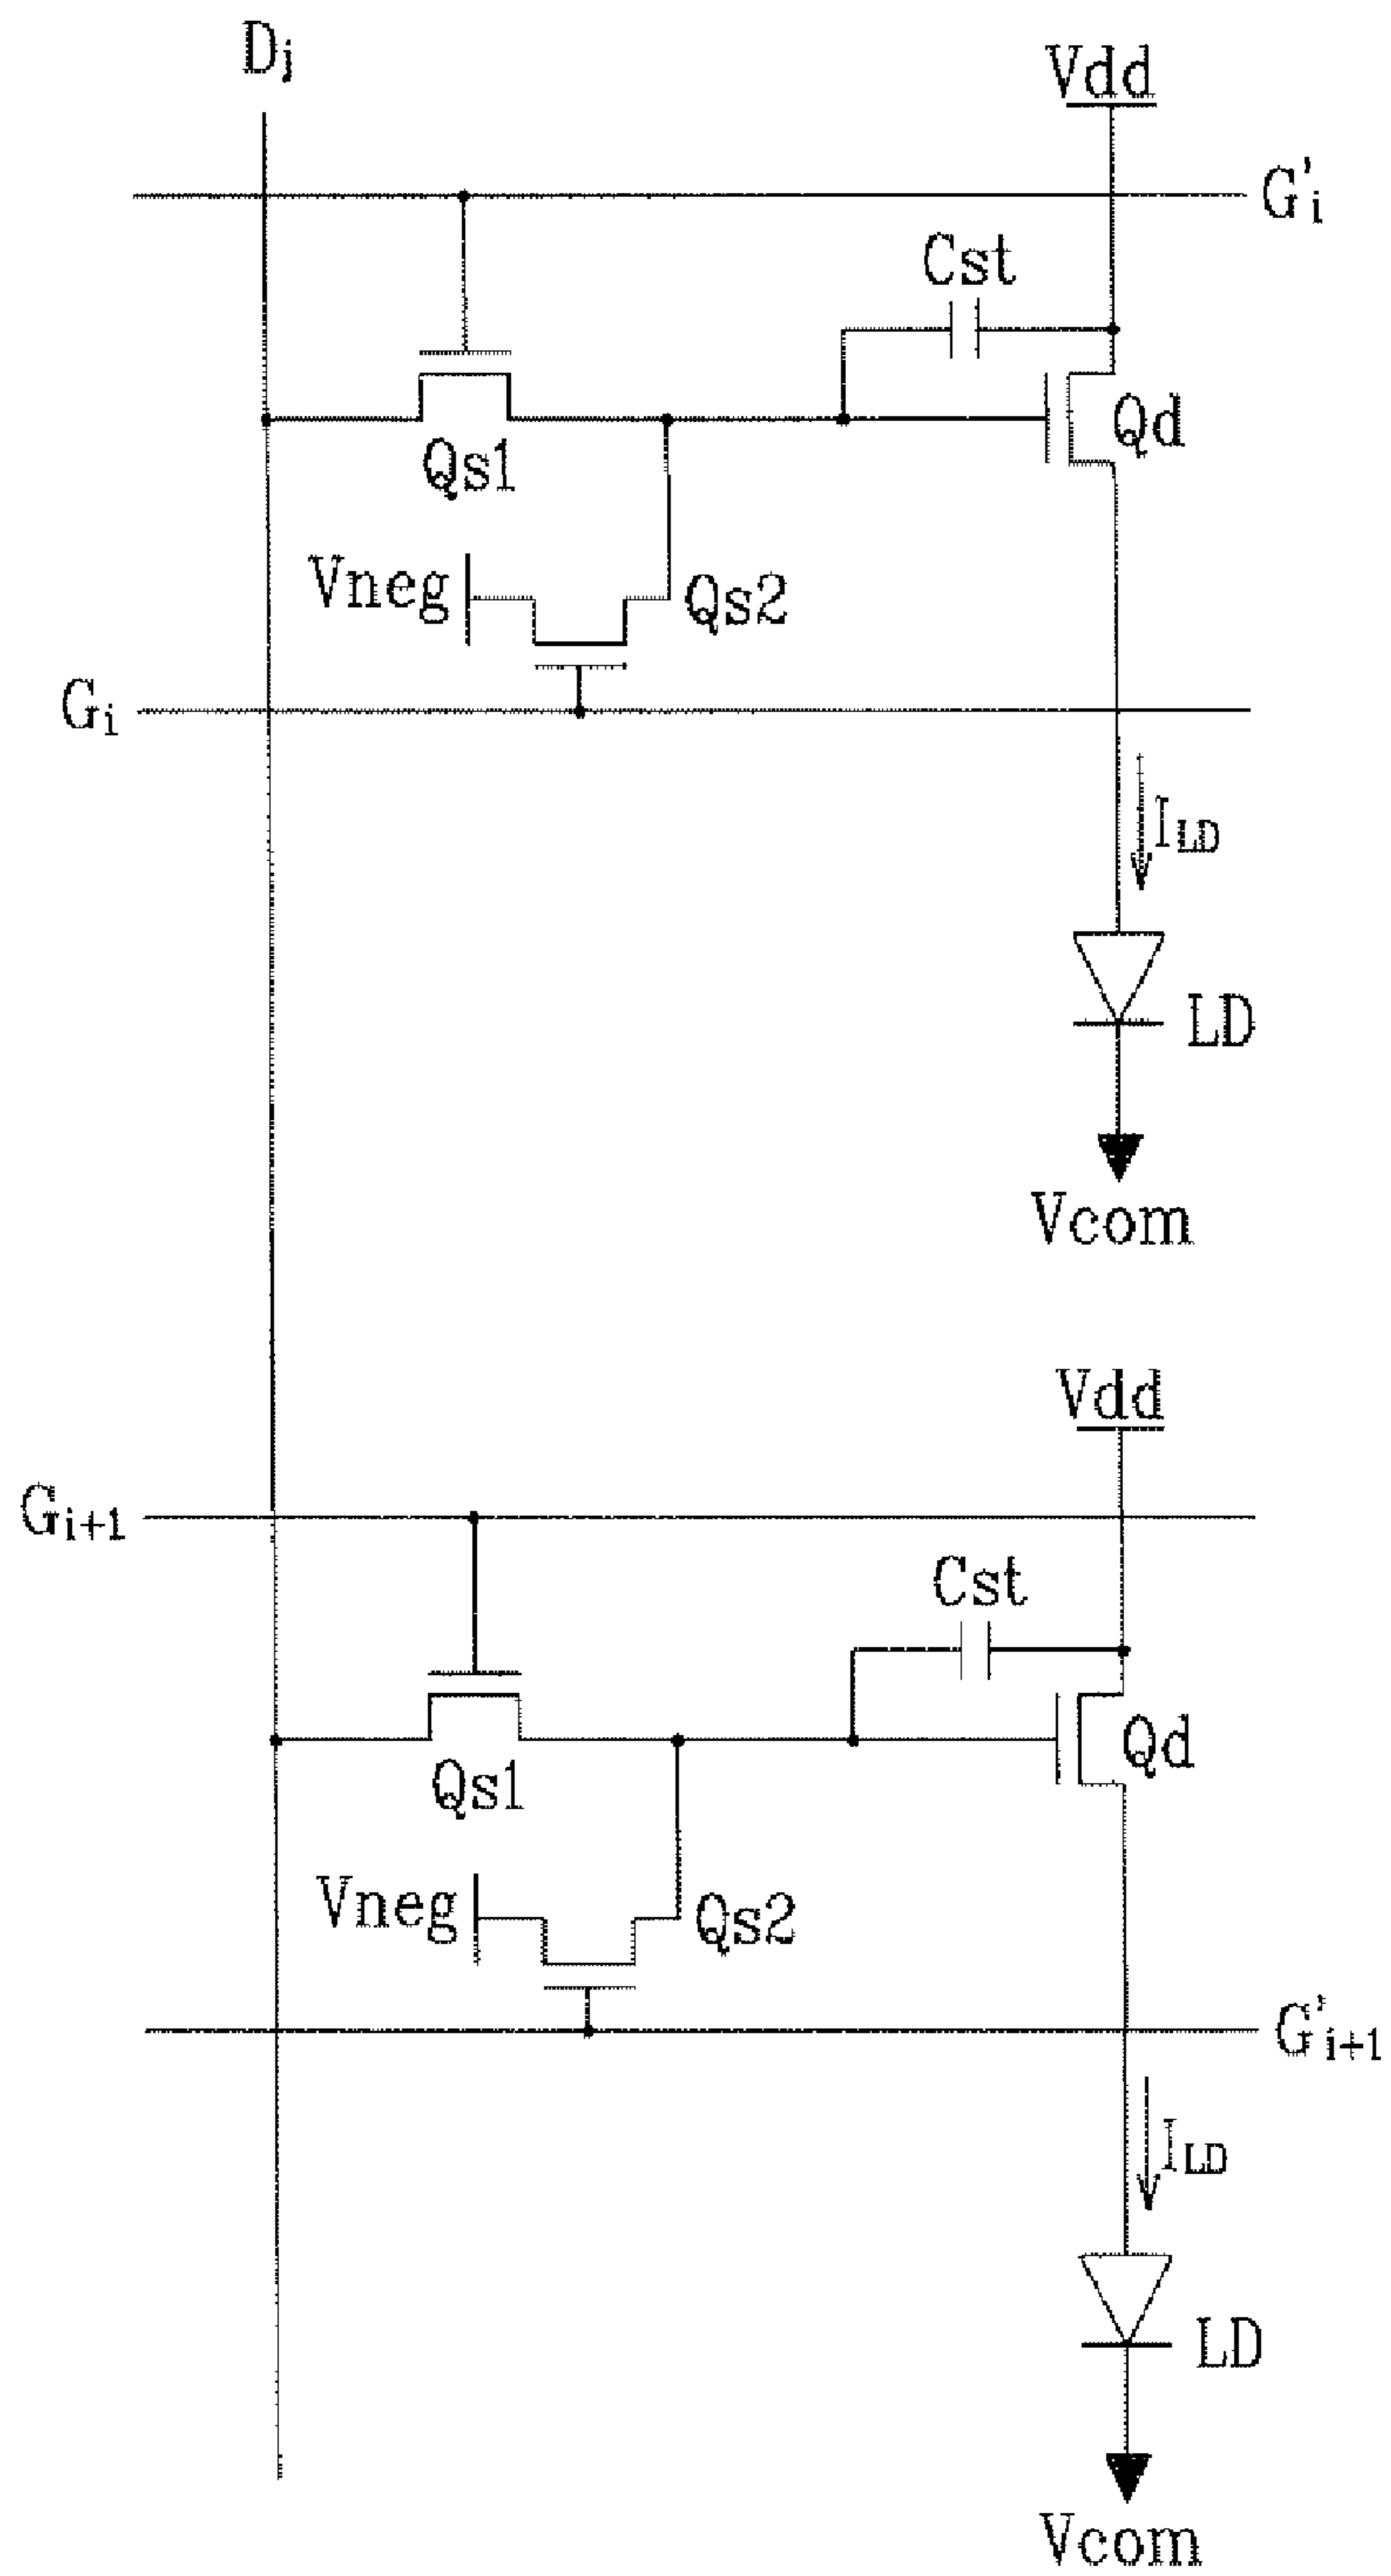 Dj
Vdd
G'i
Cst
Qd
Qs1
Vneg
Qs2
Gi
ILD
LD
Vcom
Vdd
Gi+1
Cst
Qd
Qs1
Vneg
Qs2
G'i+1
ILD
LD
Vcom